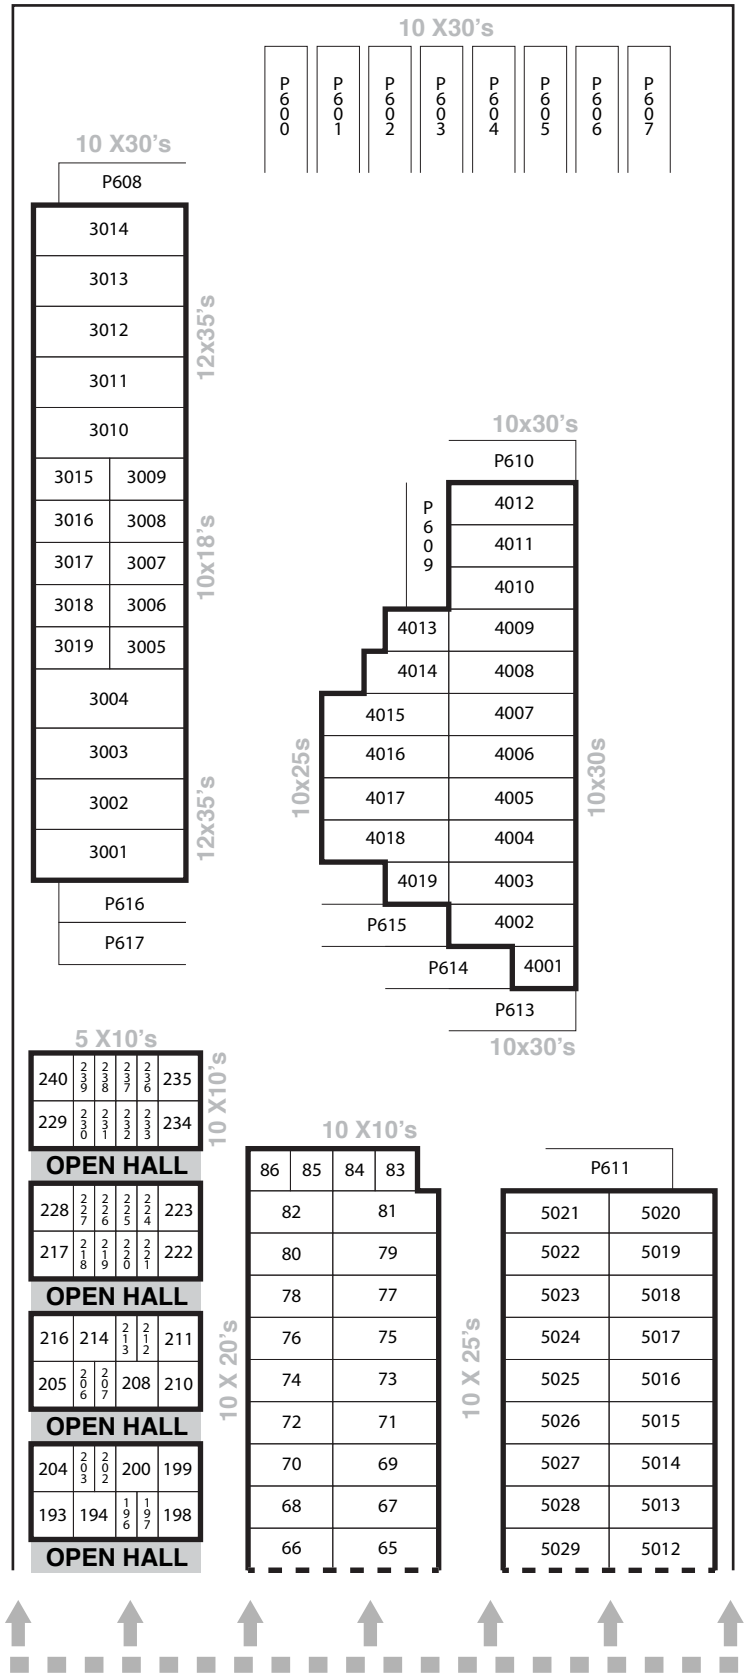 10 X30's
P600 P601 P602 P603 P604 P605 P606 P607
10 X30's
P608
3014
3013
3012
3011
3010
12x35's
3015 3009
3016 3008
3017 3007
3018 3006
3019 3005
10x18's
3004
3003
3002
3001
12x35's
P616
P617
10x30's
P610
P609
4012
4011
4010
4013 4009
4014 4008
4015 4007
4016 4006
4017 4005
4018 4004
4019 4003
10x25s
10x30s
P615 4002
P614 4001
P613
10x30's
5 X10's
10 X10's
240 239 238 237 236 235
229 230 231 232 233 234
OPEN HALL
228 227 226 225 224 223
217 218 219 220 221 222
OPEN HALL
216 214 213 212 211
205 206 207 208 210
OPEN HALL
204 203 202 200 199
193 194 196 197 198
OPEN HALL
10 X10's
86 85 84 83
82 81
80 79
78 77
76 75
74 73
72 71
70 69
68 67
66 65
10 X 20's
10 X 25's
P611
5021 5020
5022 5019
5023 5018
5024 5017
5025 5016
5026 5015
5027 5014
5028 5013
5029 5012